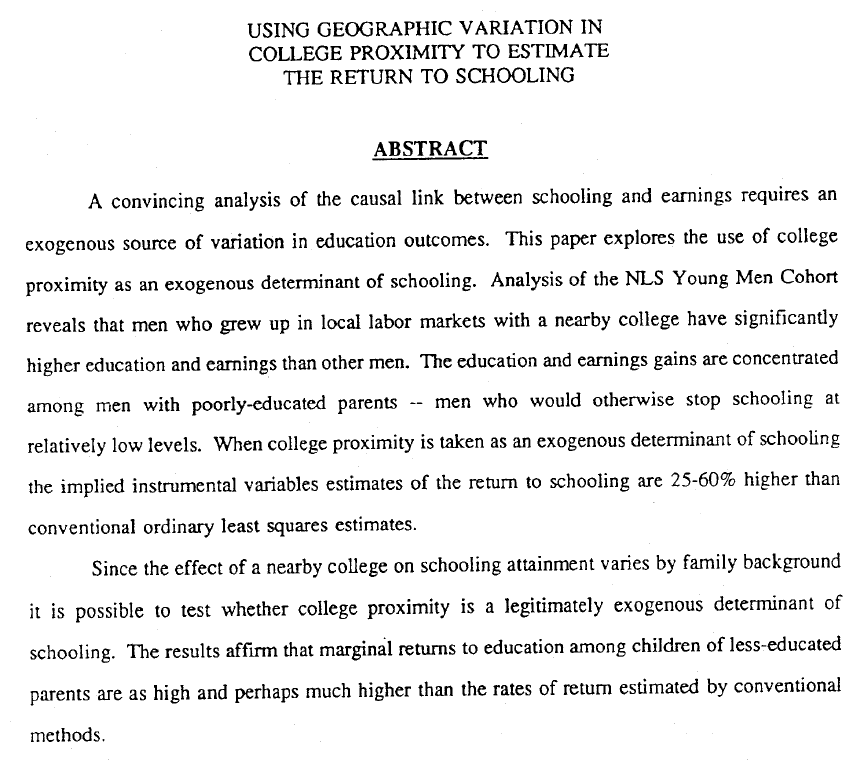 USING GEOGRAPHIC VARIATION IN
COLLEGE PROXIMITY TO ESTIMATE
THE RETURN TO SCHOOLING
ABSTRACT
A convincing analysis of the causal link between schooling and earnings requires an
exogenous source of variation in education outcomes. This paper explores the use of college
proximity as an exogenous determinant of schooling. Analysis of the NLS Young Men Cohort
reveals that men who grew up in local labor markets with a nearby college have significantly
higher education and earnings than other men. The education and earnings gains are concentrated
among men with poorly-educated parents -- men who would otherwise stop schooling at
relatively low levels. When college proximity is taken as an exogenous determinant of schooling
the implied instrumental variables estimates of the return to schooling are 25-60% higher than
conventional ordinary least squares estimates.
Since the effect of a nearby college on schooling attainment varies by family background
it is possible to test whether college proximity is a legitimately exogenous determinant of
schooling. The results affirm that marginal returns to education among children of less-educated
parents are as high and perhaps much higher than the rates of return estimated by conventional
methods.